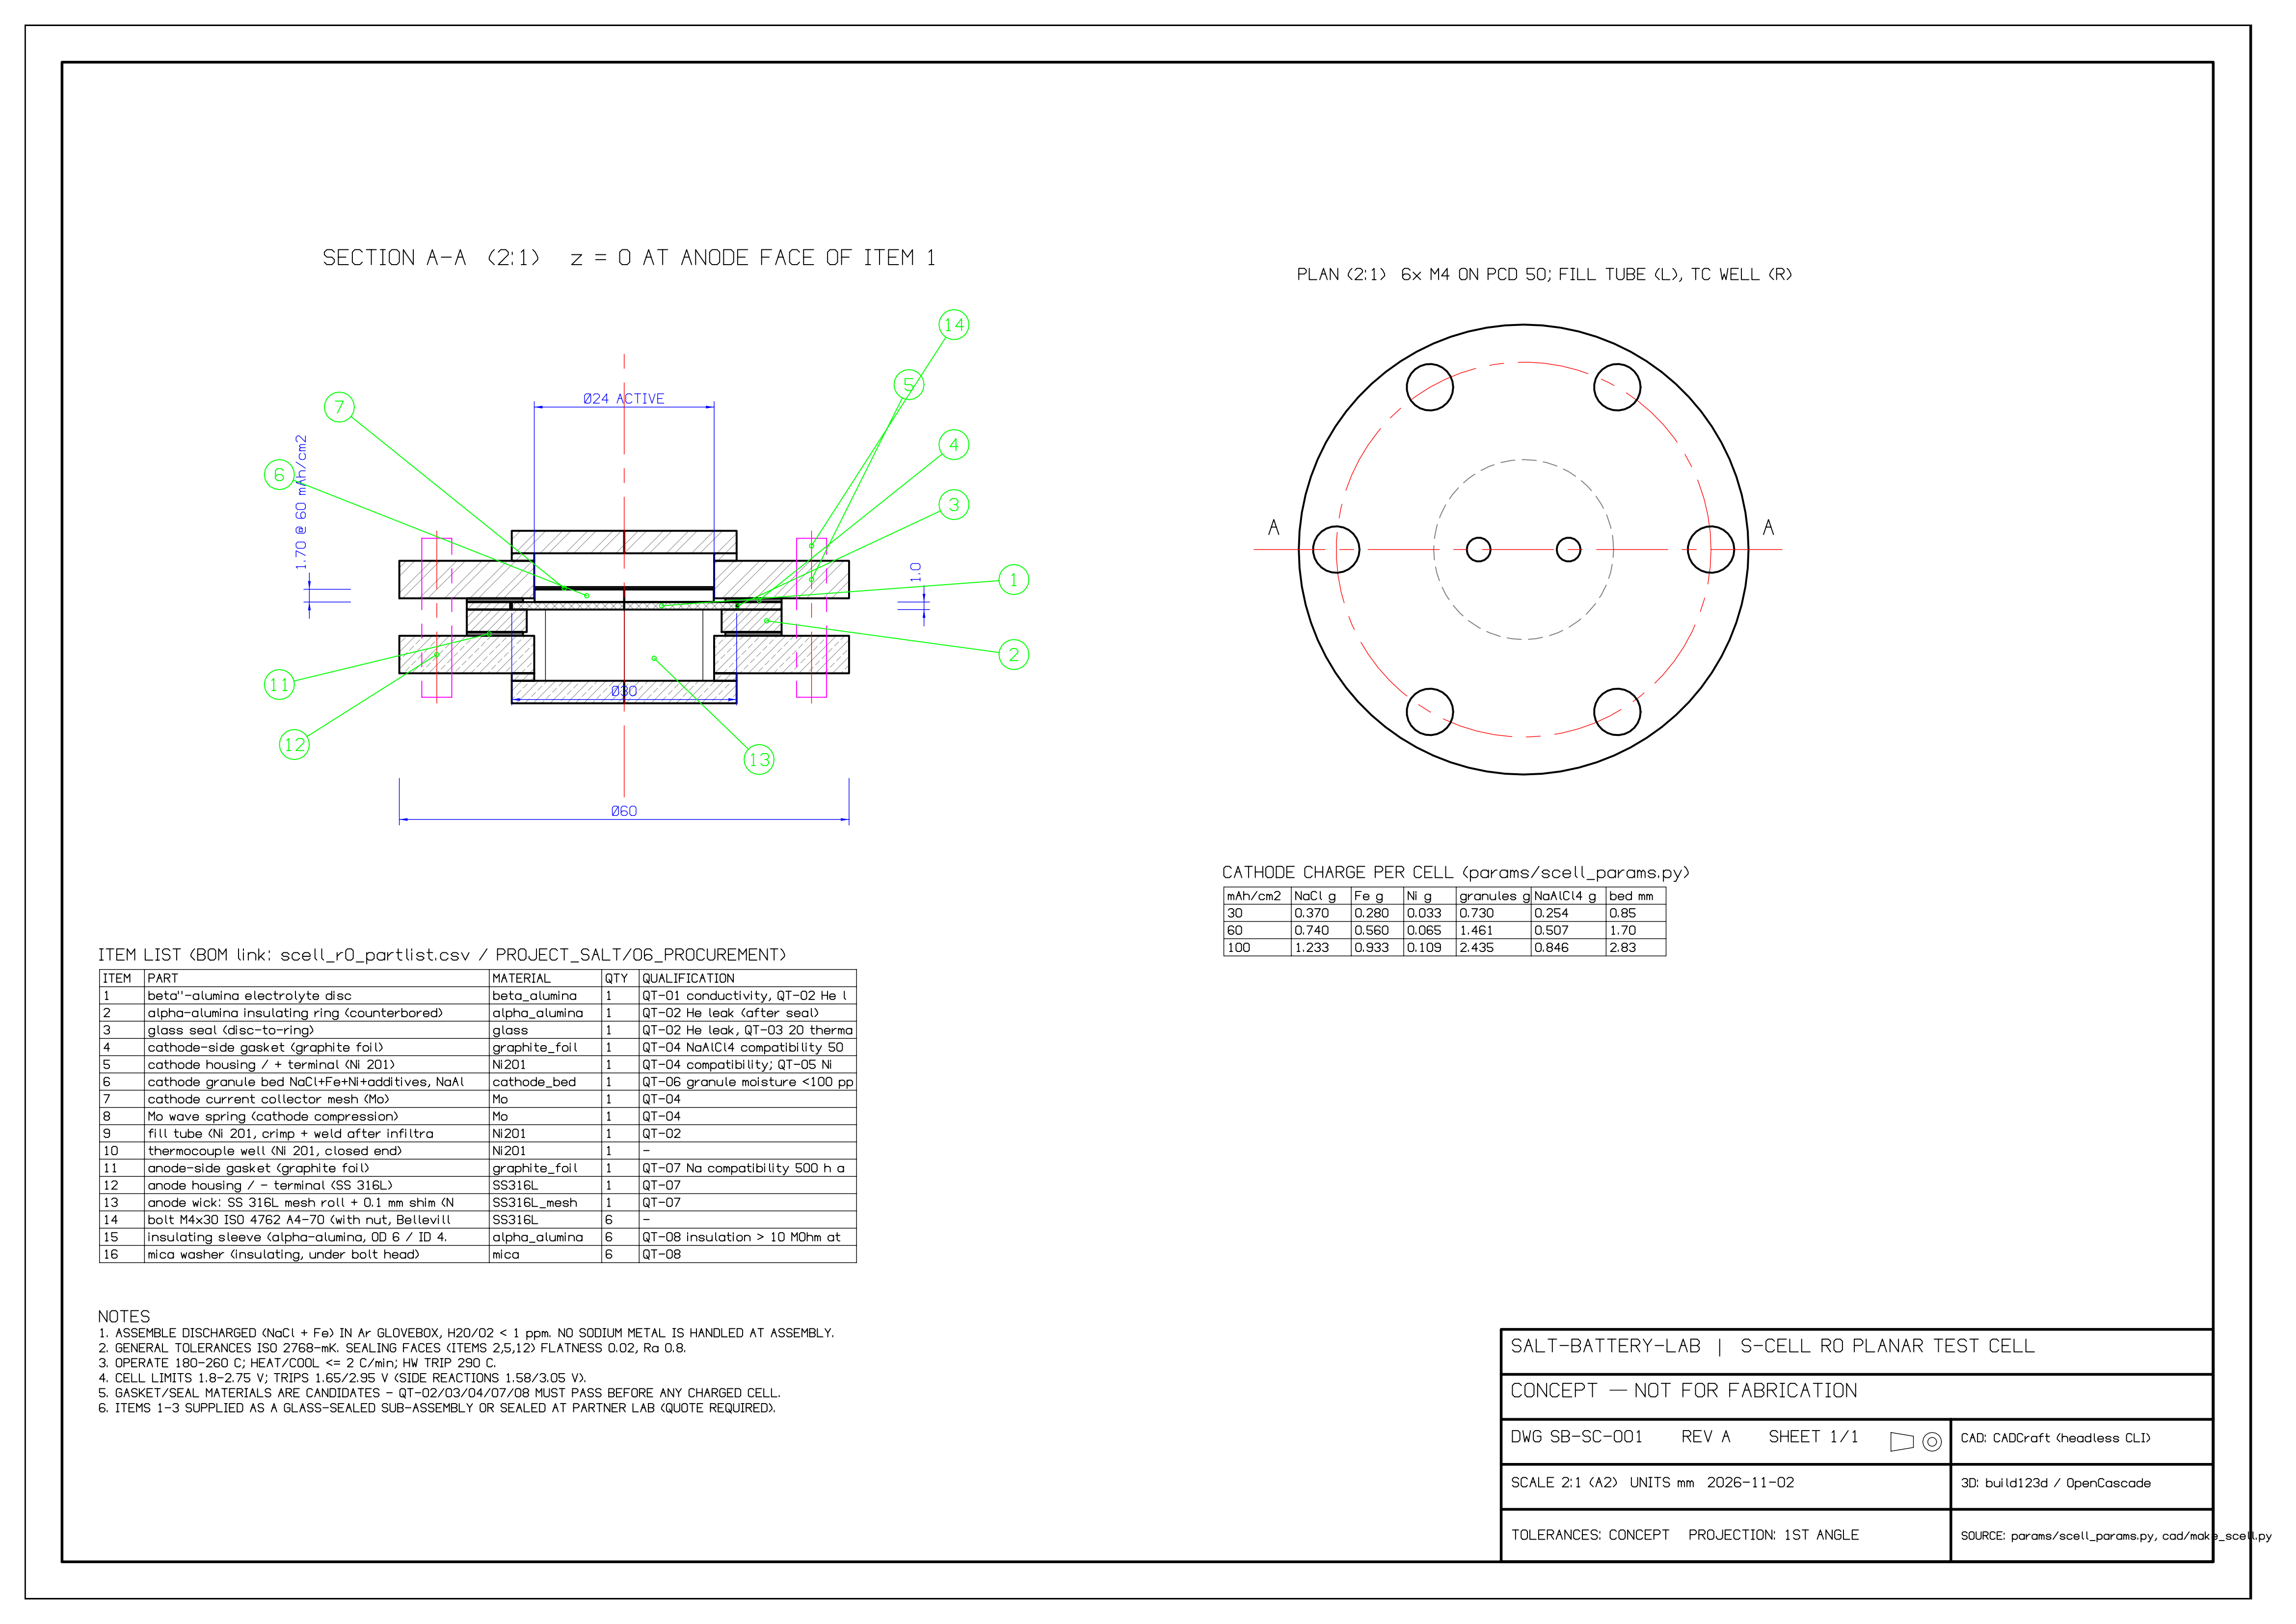 SECTION A-A (2:1) z = 0 AT ANODE FACE OF ITEM 1
PLAN (2:1) 6x M4 ON PCD 50; FILL TUBE (L), TC WELL (R)
14
5
7
Ø24 ACTIVE
4
6
1.70 @ 60 mAh/cm2
3
A
A
1.0
1
2
11
Ø30
12
13
Ø60
CATHODE CHARGE PER CELL (params/scell_params.py)
mAh/cm2 NaCl g Fe g Ni g granules g NaAlCl4 g bed mm
30 0.370 0.280 0.033 0.730 0.254 0.85
60 0.740 0.560 0.065 1.461 0.507 1.70
100 1.233 0.933 0.109 2.435 0.846 2.83
ITEM LIST (BOM link: scell_r0_partlist.csv / PROJECT_SALT/06_PROCUREMENT)
ITEM PART MATERIAL QTY QUALIFICATION
1 beta"-alumina electrolyte disc beta_alumina 1 QT-01 conductivity, QT-02 He l
2 alpha-alumina insulating ring (counterbored) alpha_alumina 1 QT-02 He leak (after seal)
3 glass seal (disc-to-ring) glass 1 QT-02 He leak, QT-03 20 therma
4 cathode-side gasket (graphite foil) graphite_foil 1 QT-04 NaAlCl4 compatibility 50
5 cathode housing / + terminal (Ni 201) Ni201 1 QT-04 compatibility; QT-05 Ni
6 cathode granule bed NaCl+Fe+Ni+additives, NaAl cathode_bed 1 QT-06 granule moisture <100 pp
7 cathode current collector mesh (Mo) Mo 1 QT-04
8 Mo wave spring (cathode compression) Mo 1 QT-04
9 fill tube (Ni 201, crimp + weld after infiltra Ni201 1 QT-02
10 thermocouple well (Ni 201, closed end) Ni201 1 -
11 anode-side gasket (graphite foil) graphite_foil 1 QT-07 Na compatibility 500 h a
12 anode housing / - terminal (SS 316L) SS316L 1 QT-07
13 anode wick: SS 316L mesh roll + 0.1 mm shim (N SS316L_mesh 1 QT-07
14 bolt M4x30 ISO 4762 A4-70 (with nut, Bellevill SS316L 6 -
15 insulating sleeve (alpha-alumina, OD 6 / ID 4. alpha_alumina 6 QT-08 insulation > 10 MOhm at
16 mica washer (insulating, under bolt head) mica 6 QT-08
NOTES
1. ASSEMBLE DISCHARGED (NaCl + Fe) IN Ar GLOVEBOX, H2O/O2 < 1 ppm. NO SODIUM METAL IS HANDLED AT ASSEMBLY.
2. GENERAL TOLERANCES ISO 2768-mK. SEALING FACES (ITEMS 2,5,12) FLATNESS 0.02, Ra 0.8.
3. OPERATE 180-260 C; HEAT/COOL <= 2 C/min; HW TRIP 290 C.
4. CELL LIMITS 1.8-2.75 V; TRIPS 1.65/2.95 V (SIDE REACTIONS 1.58/3.05 V).
5. GASKET/SEAL MATERIALS ARE CANDIDATES - QT-02/03/04/07/08 MUST PASS BEFORE ANY CHARGED CELL.
6. ITEMS 1-3 SUPPLIED AS A GLASS-SEALED SUB-ASSEMBLY OR SEALED AT PARTNER LAB (QUOTE REQUIRED).
SALT-BATTERY-LAB | S-CELL R0 PLANAR TEST CELL
CONCEPT — NOT FOR FABRICATION
DWG SB-SC-001 REV A SHEET 1/1
CAD: CADCraft (headless CLI)
SCALE 2:1 (A2) UNITS mm 2026-11-02
3D: build123d / OpenCascade
TOLERANCES: CONCEPT PROJECTION: 1ST ANGLE
SOURCE: params/scell_params.py, cad/make_scell.py